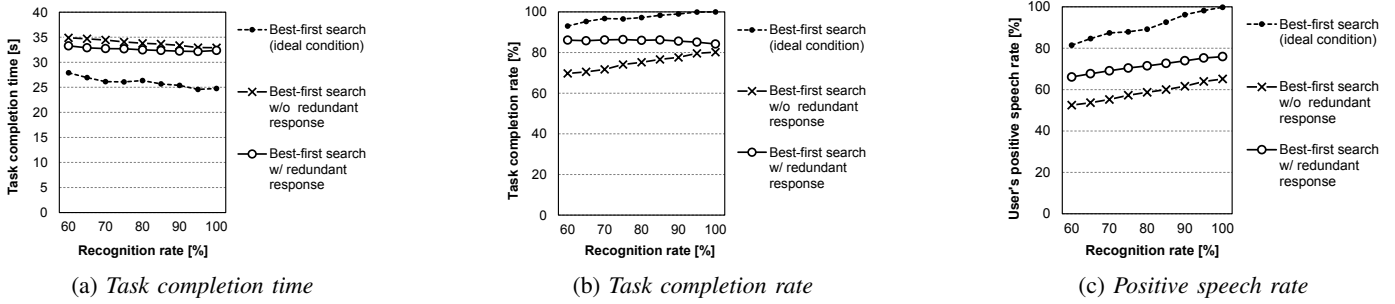 Task completion time [s]
45
40
35
30
25
20
15
10
5
0
60 70 80 90 100
Recognition rate [%]
Best-first search
(ideal condition)
Best-first search
w/o redundant
response
Best-first search
w/ redundant
response
(a) Task completion time
Task completion rate [%]
100
80
60
40
20
0
60 70 80 90 100
Recognition rate [%]
Best-first search
(ideal condition)
Best-first search
w/o redundant
response
Best-first search
w/ redundant
response
(b) Task completion rate
User's positive speech rate [%]
100
80
60
40
20
0
60 70 80 90 100
Recognition rate [%]
Best-first search
(ideal condition)
Best-first search
w/o redundant
response
Best-first search
w/ redundant
response
(c) Positive speech rate